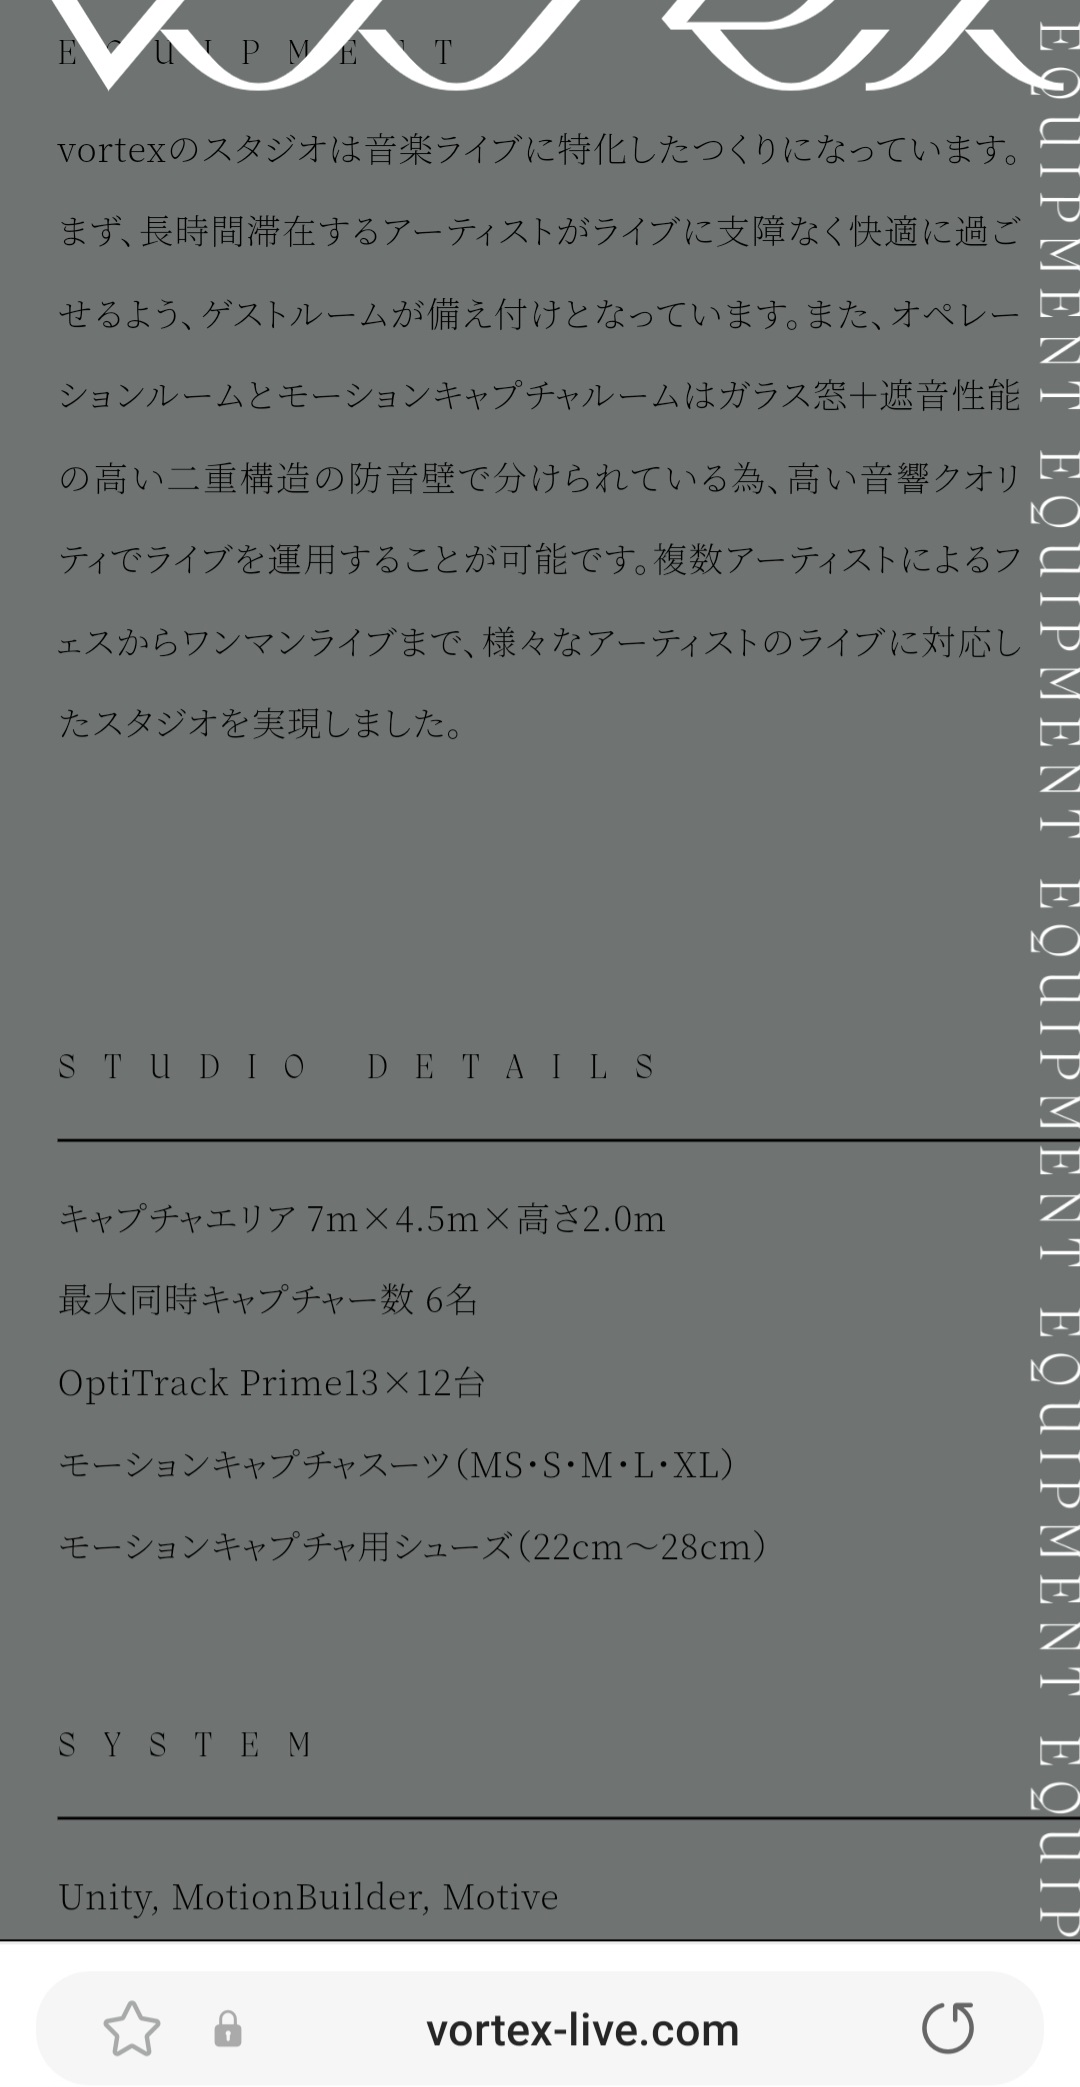 vortex
EQUIPMENT
vortexのスタジオは音楽ライブに特化したつくりになっています。
まず、長時間滞在するアーティストがライブに支障なく快適に過ご
せるよう、ゲストルームが備え付けとなっています。また、オペレー
ションルームとモーションキャプチャルームはガラス窓＋遮音性能
の高い二重構造の防音壁で分けられている為、高い音響クオリ
ティでライブを運用することが可能です。複数アーティストによるフ
ェスからワンマンライブまで、様々なアーティストのライブに対応し
たスタジオを実現しました。
STUDIO DETAILS
キャプチャエリア 7m×4.5m×高さ2.0m
最大同時キャプチャー数 6名
OptiTrack Prime13×12台
モーションキャプチャスーツ（MS・S・M・L・XL）
モーションキャプチャ用シューズ（22cm〜28cm）
SYSTEM
Unity, MotionBuilder, Motive
EQUIPMENT EQUIPMENT EQUIPMENT EQUIPMENT EQUIP
vortex-live.com